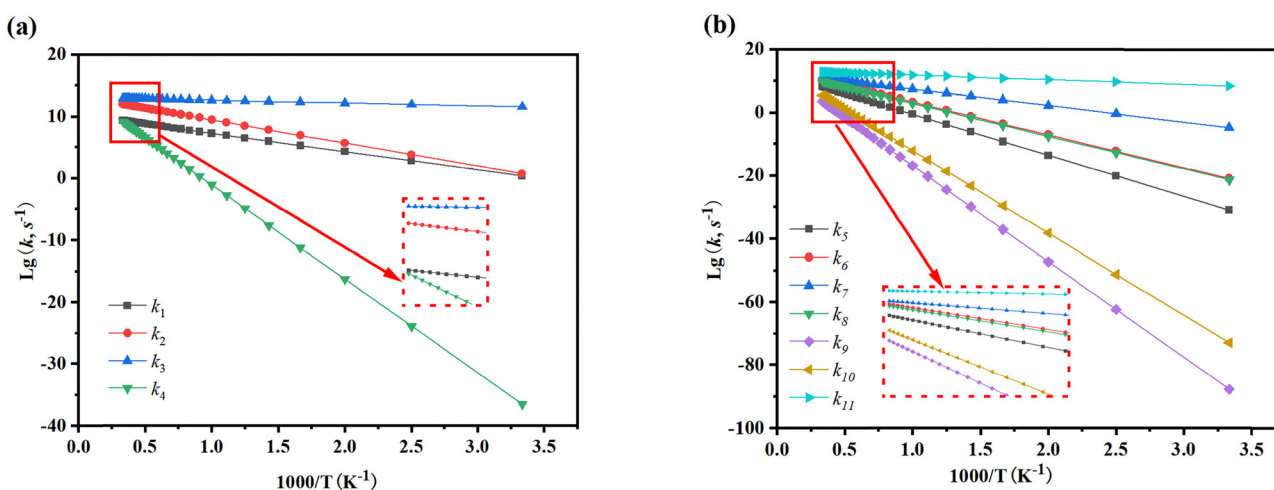 (a)
Lg(k, s⁻¹)
20
10
0
-10
-20
-30
-40
k₁
k₂
k₃
k₄
0.0 0.5 1.0 1.5 2.0 2.5 3.0 3.5
1000/T(K⁻¹)
(b)
Lg(k, s⁻¹)
20
0
-20
-40
-60
-80
-100
k₅
k₆
k₇
k₈
k₉
k₁₀
k₁₁
0.0 0.5 1.0 1.5 2.0 2.5 3.0 3.5
1000/T(K⁻¹)